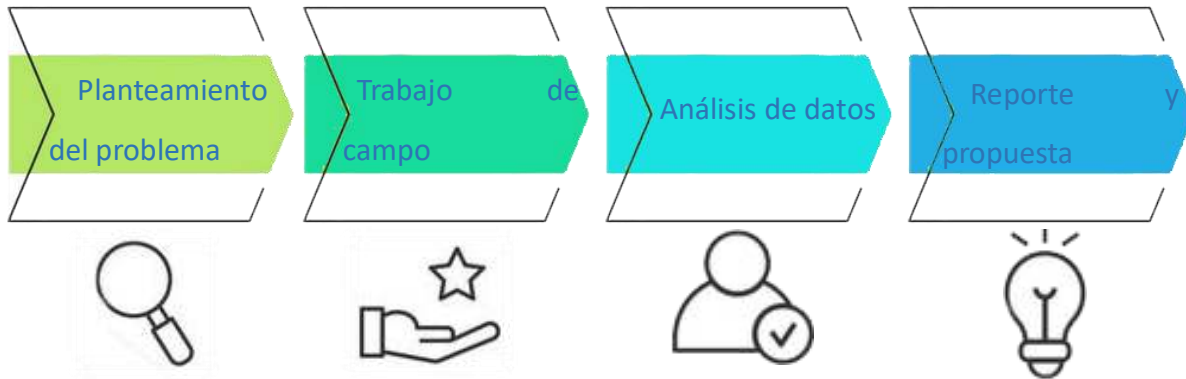 Planteamiento
del problema
Trabajo de
campo
Análisis de datos
Reporte y
propuesta